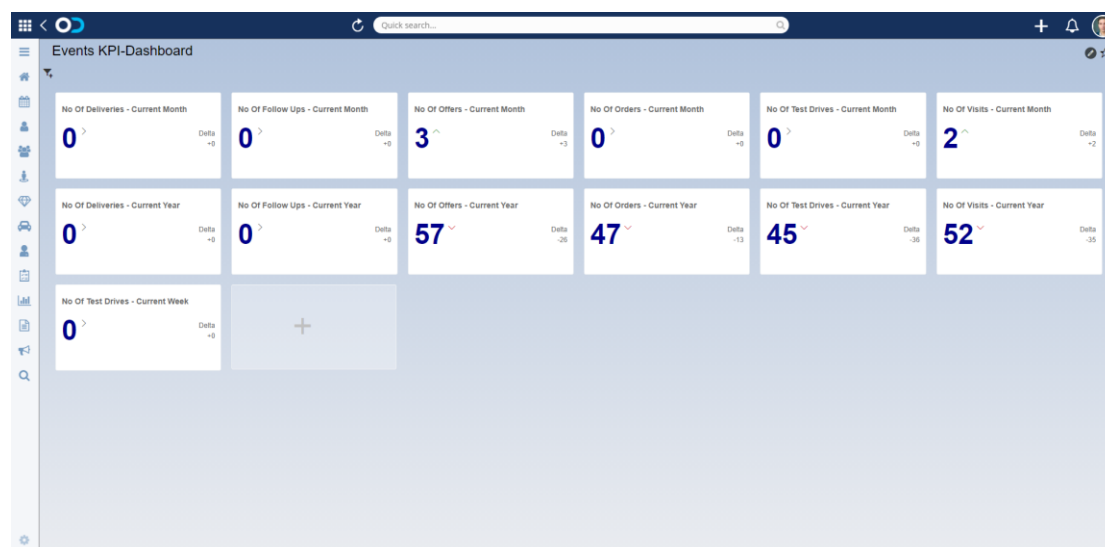 Quick search...
Events KPI-Dashboard
No Of Deliveries - Current Month
0
Delta
+0
No Of Follow Ups - Current Month
0
Delta
+0
No Of Offers - Current Month
3
Delta
+3
No Of Orders - Current Month
0
Delta
+0
No Of Test Drives - Current Month
0
Delta
+0
No Of Visits - Current Month
2
Delta
+2
No Of Deliveries - Current Year
0
Delta
+0
No Of Follow Ups - Current Year
0
Delta
+0
No Of Offers - Current Year
57
Delta
-26
No Of Orders - Current Year
47
Delta
-13
No Of Test Drives - Current Year
45
Delta
-36
No Of Visits - Current Year
52
Delta
-35
No Of Test Drives - Current Week
0
Delta
+0